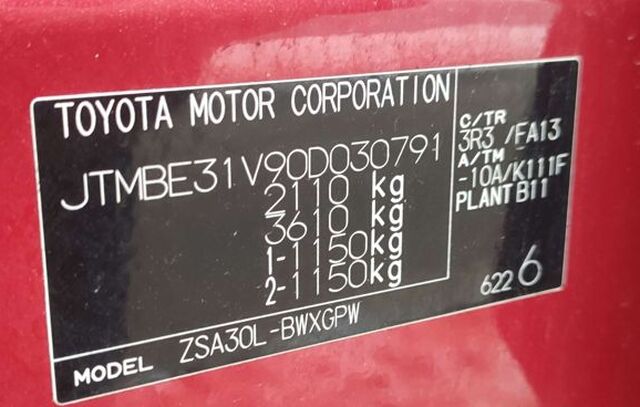 TOYOTA MOTOR CORPORATION
JTMBE31V90D030791
2110 kg
3610 kg
1-1150kg
2-1150kg
C/TR
3R3 /FA13
A/TM
-10A/K111F
PLANT B11
622 6
MODEL ZSA30L-BWXGPW